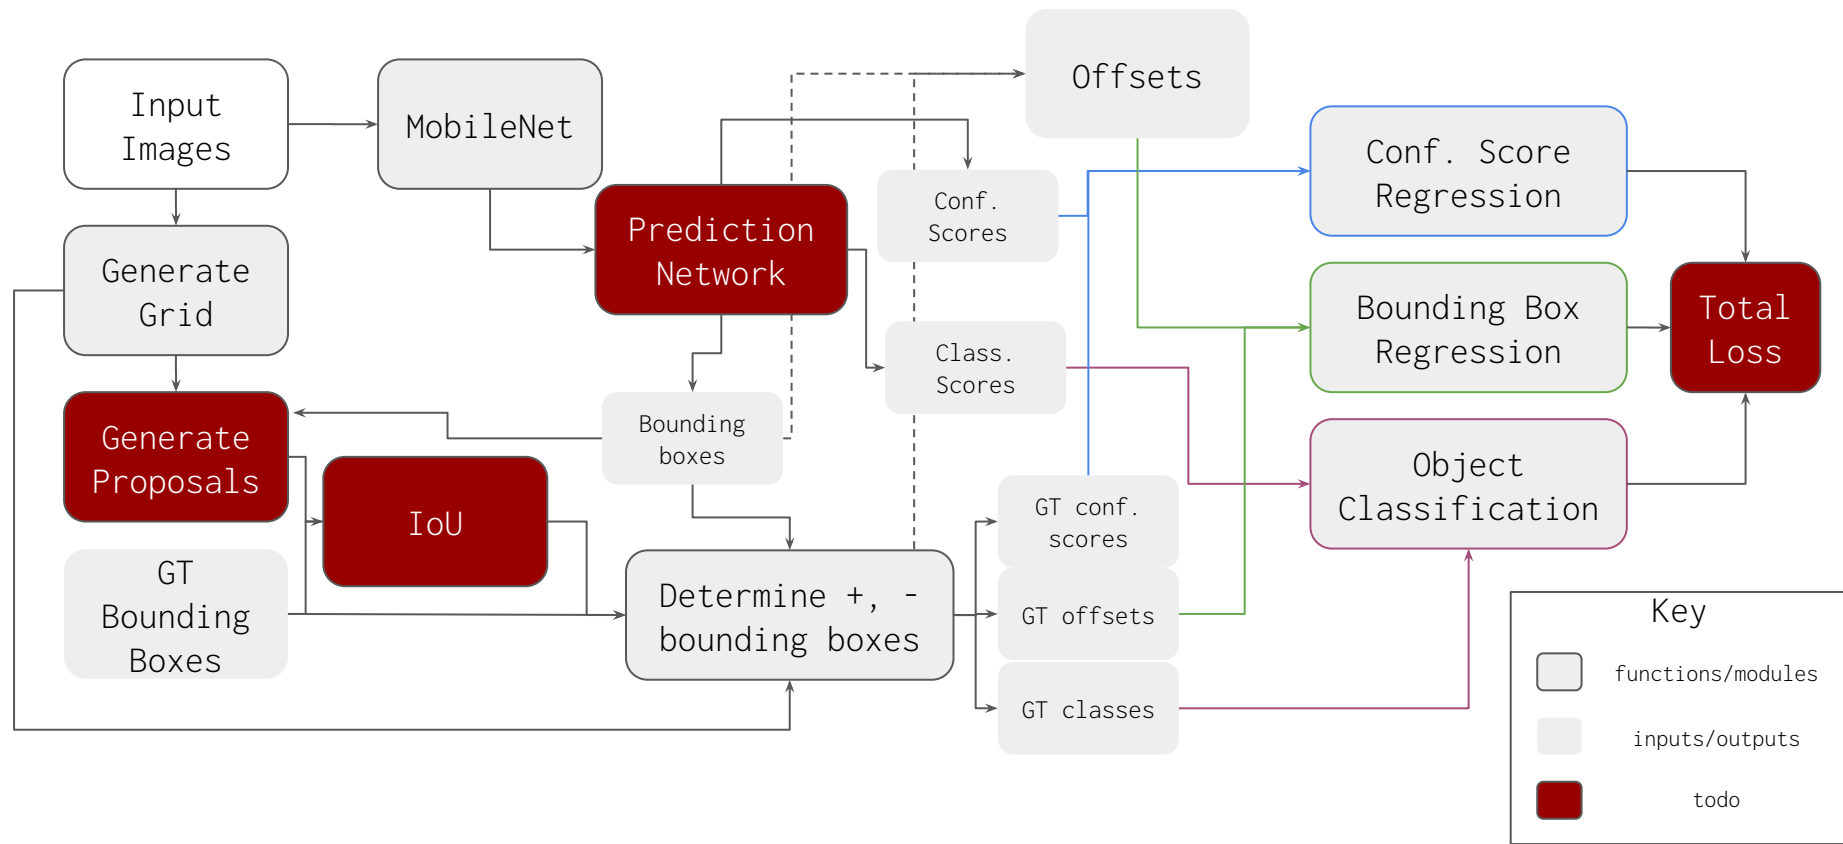 Input
Images
MobileNet
Offsets
Conf. Score
Regression
Conf.
Scores
Prediction
Network
Generate
Grid
Bounding Box
Regression
Total
Loss
Class.
Scores
Generate
Proposals
Bounding
boxes
Object
Classification
IoU
GT conf.
scores
GT
Bounding
Boxes
Determine +, -
bounding boxes
GT offsets
GT classes
Key
functions/modules
inputs/outputs
todo